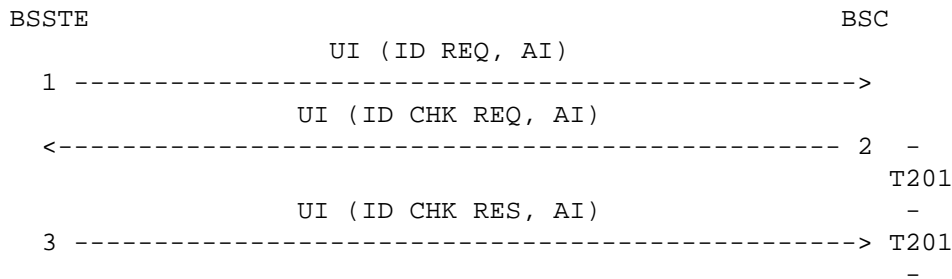 BSSTE BSC
UI (ID REQ, AI)
1 ------------------------------------------------->
UI (ID CHK REQ, AI)
<------------------------------------------------- 2 -
T201
UI (ID CHK RES, AI) -
3 -------------------------------------------------> T201
-